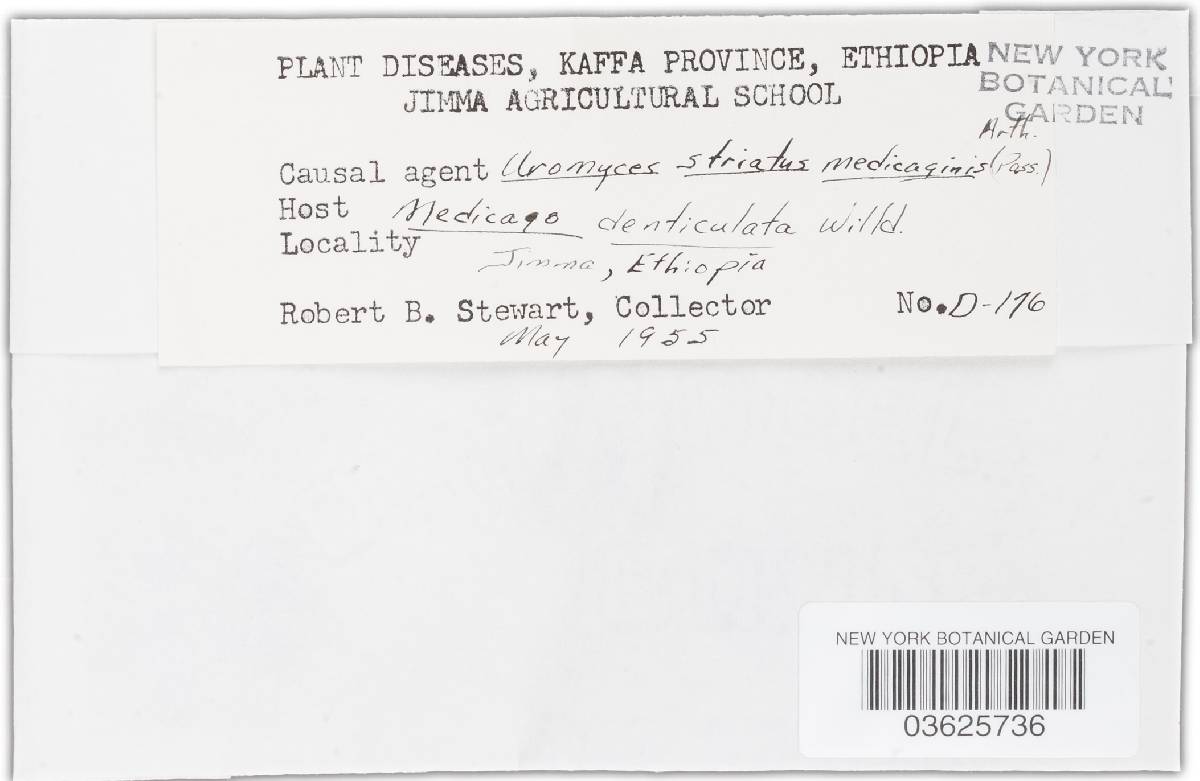 PLANT DISEASES, KAFFA PROVINCE, ETHIOPIA
JIMMA AGRICULTURAL SCHOOL
NEW YORK
BOTANICAL
GARDEN
Causal agent Uromyces striatus medicaginis (Pass.) Arth.
Host Medicago denticulata Willd.
Locality Jimma, Ethiopia
Robert B. Stewart, Collector No. D-176
May 1955
NEW YORK BOTANICAL GARDEN
03625736